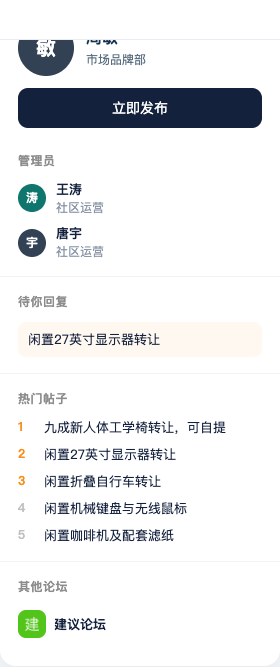 敏
周敏
市场品牌部
立即发布
管理员
涛
王涛
社区运营
宇
唐宇
社区运营
待你回复
闲置27英寸显示器转让
热门帖子
1 九成新人体工学椅转让，可自提
2 闲置27英寸显示器转让
3 闲置折叠自行车转让
4 闲置机械键盘与无线鼠标
5 闲置咖啡机及配套滤纸
其他论坛
建 建议论坛